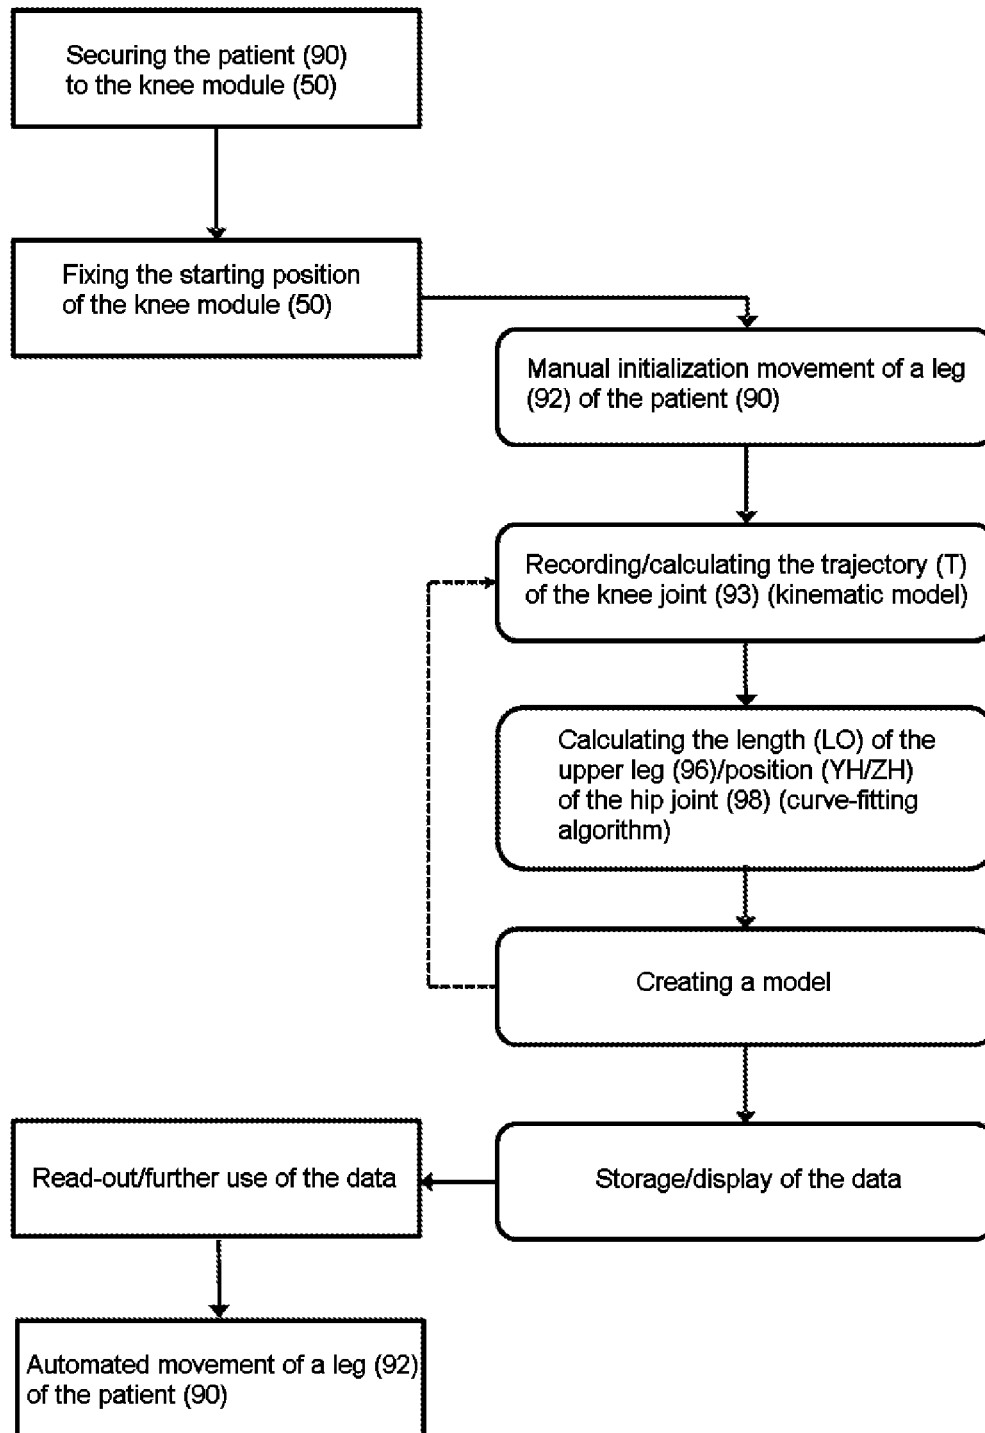 Securing the patient (90)
to the knee module (50)
Fixing the starting position
of the knee module (50)
Manual initialization movement of a leg
(92) of the patient (90)
Recording/calculating the trajectory (T)
of the knee joint (93) (kinematic model)
Calculating the length (LO) of the
upper leg (96)/position (YH/ZH)
of the hip joint (98) (curve-fitting
algorithm)
Creating a model
Storage/display of the data
Read-out/further use of the data
Automated movement of a leg (92)
of the patient (90)